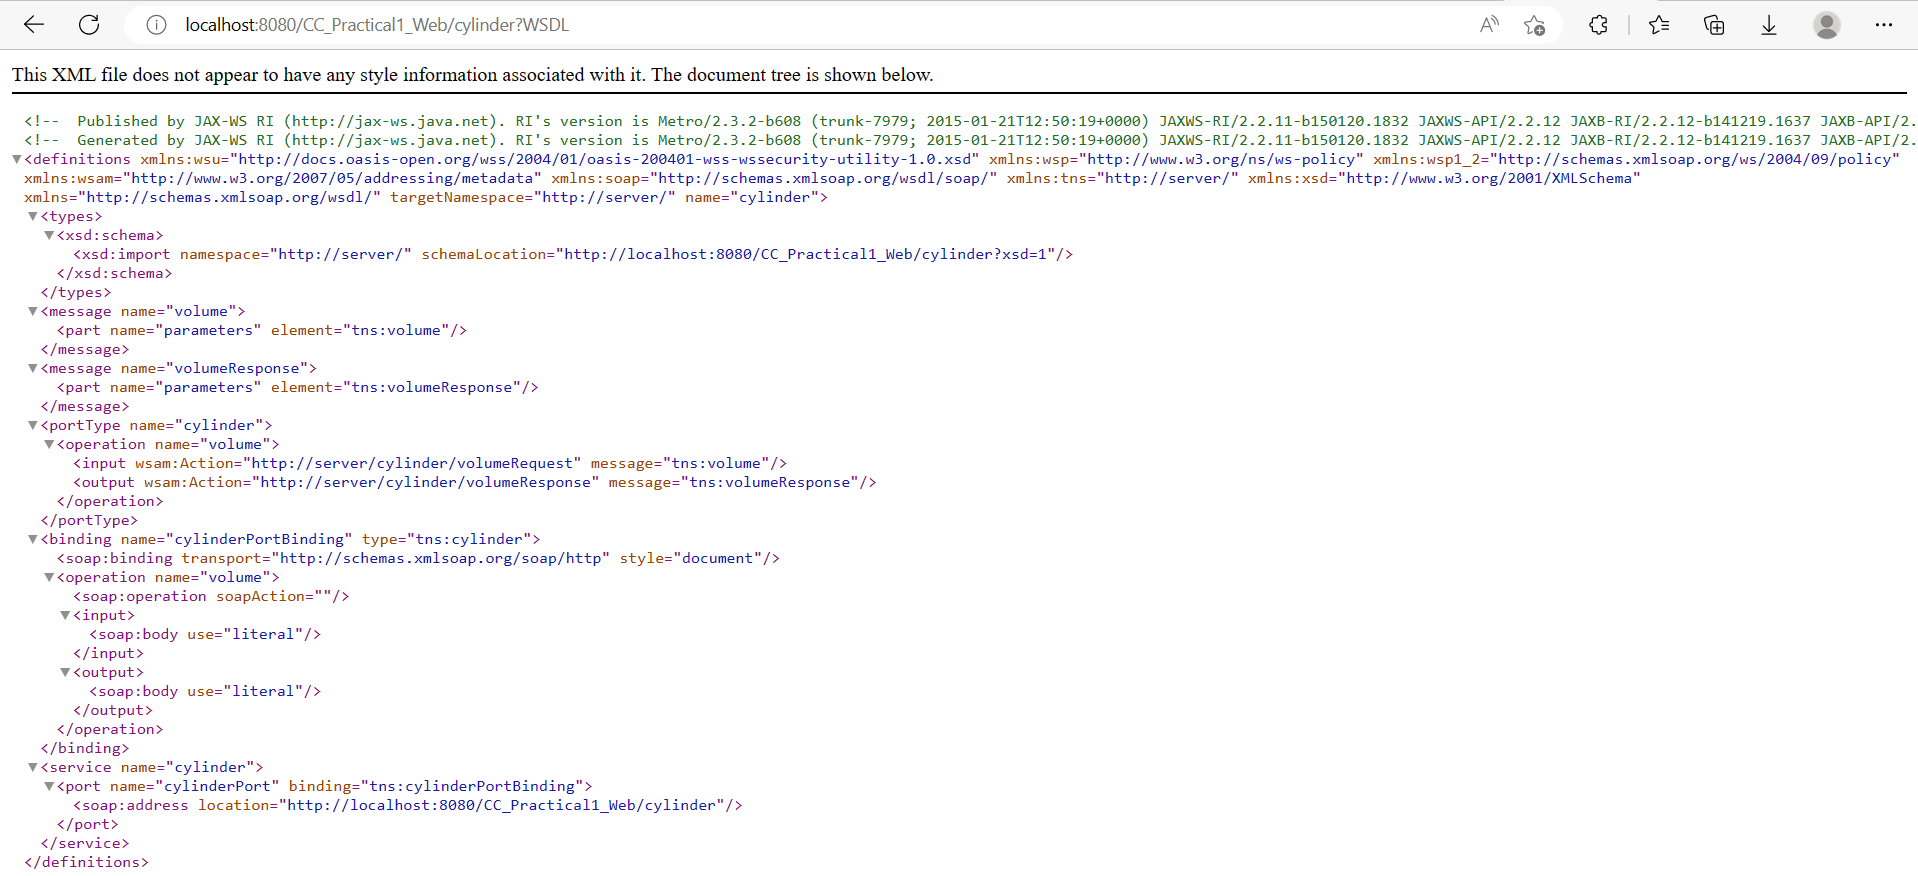 localhost:8080/CC_Practical1_Web/cylinder?WSDL
This XML file does not appear to have any style information associated with it. The document tree is shown below.
<!-- Published by JAX-WS RI (http://jax-ws.java.net). RI's version is Metro/2.3.2-b608 (trunk-7979; 2015-01-21T12:50:19+0000) JAXWS-RI/2.2.11-b150120.1832 JAXWS-API/2.2.12 JAXB-RI/2.2.12-b141219.1637 JAXB-API/2.
<!-- Generated by JAX-WS RI (http://jax-ws.java.net). RI's version is Metro/2.3.2-b608 (trunk-7979; 2015-01-21T12:50:19+0000) JAXWS-RI/2.2.11-b150120.1832 JAXWS-API/2.2.12 JAXB-RI/2.2.12-b141219.1637 JAXB-API/2.
<definitions xmlns:wsu="http://docs.oasis-open.org/wss/2004/01/oasis-200401-wss-wssecurity-utility-1.0.xsd" xmlns:wsp="http://www.w3.org/ns/ws-policy" xmlns:wsp1_2="http://schemas.xmlsoap.org/ws/2004/09/policy"
xmlns:wsam="http://www.w3.org/2007/05/addressing/metadata" xmlns:soap="http://schemas.xmlsoap.org/wsdl/soap/" xmlns:tns="http://server/" xmlns:xsd="http://www.w3.org/2001/XMLSchema"
xmlns="http://schemas.xmlsoap.org/wsdl/" targetNamespace="http://server/" name="cylinder">
<types>
<xsd:schema>
<xsd:import namespace="http://server/" schemaLocation="http://localhost:8080/CC_Practical1_Web/cylinder?xsd=1"/>
</xsd:schema>
</types>
<message name="volume">
<part name="parameters" element="tns:volume"/>
</message>
<message name="volumeResponse">
<part name="parameters" element="tns:volumeResponse"/>
</message>
<portType name="cylinder">
<operation name="volume">
<input wsam:Action="http://server/cylinder/volumeRequest" message="tns:volume"/>
<output wsam:Action="http://server/cylinder/volumeResponse" message="tns:volumeResponse"/>
</operation>
</portType>
<binding name="cylinderPortBinding" type="tns:cylinder">
<soap:binding transport="http://schemas.xmlsoap.org/soap/http" style="document"/>
<operation name="volume">
<soap:operation soapAction=""/>
<input>
<soap:body use="literal"/>
</input>
<output>
<soap:body use="literal"/>
</output>
</operation>
</binding>
<service name="cylinder">
<port name="cylinderPort" binding="tns:cylinderPortBinding">
<soap:address location="http://localhost:8080/CC_Practical1_Web/cylinder"/>
</port>
</service>
</definitions>